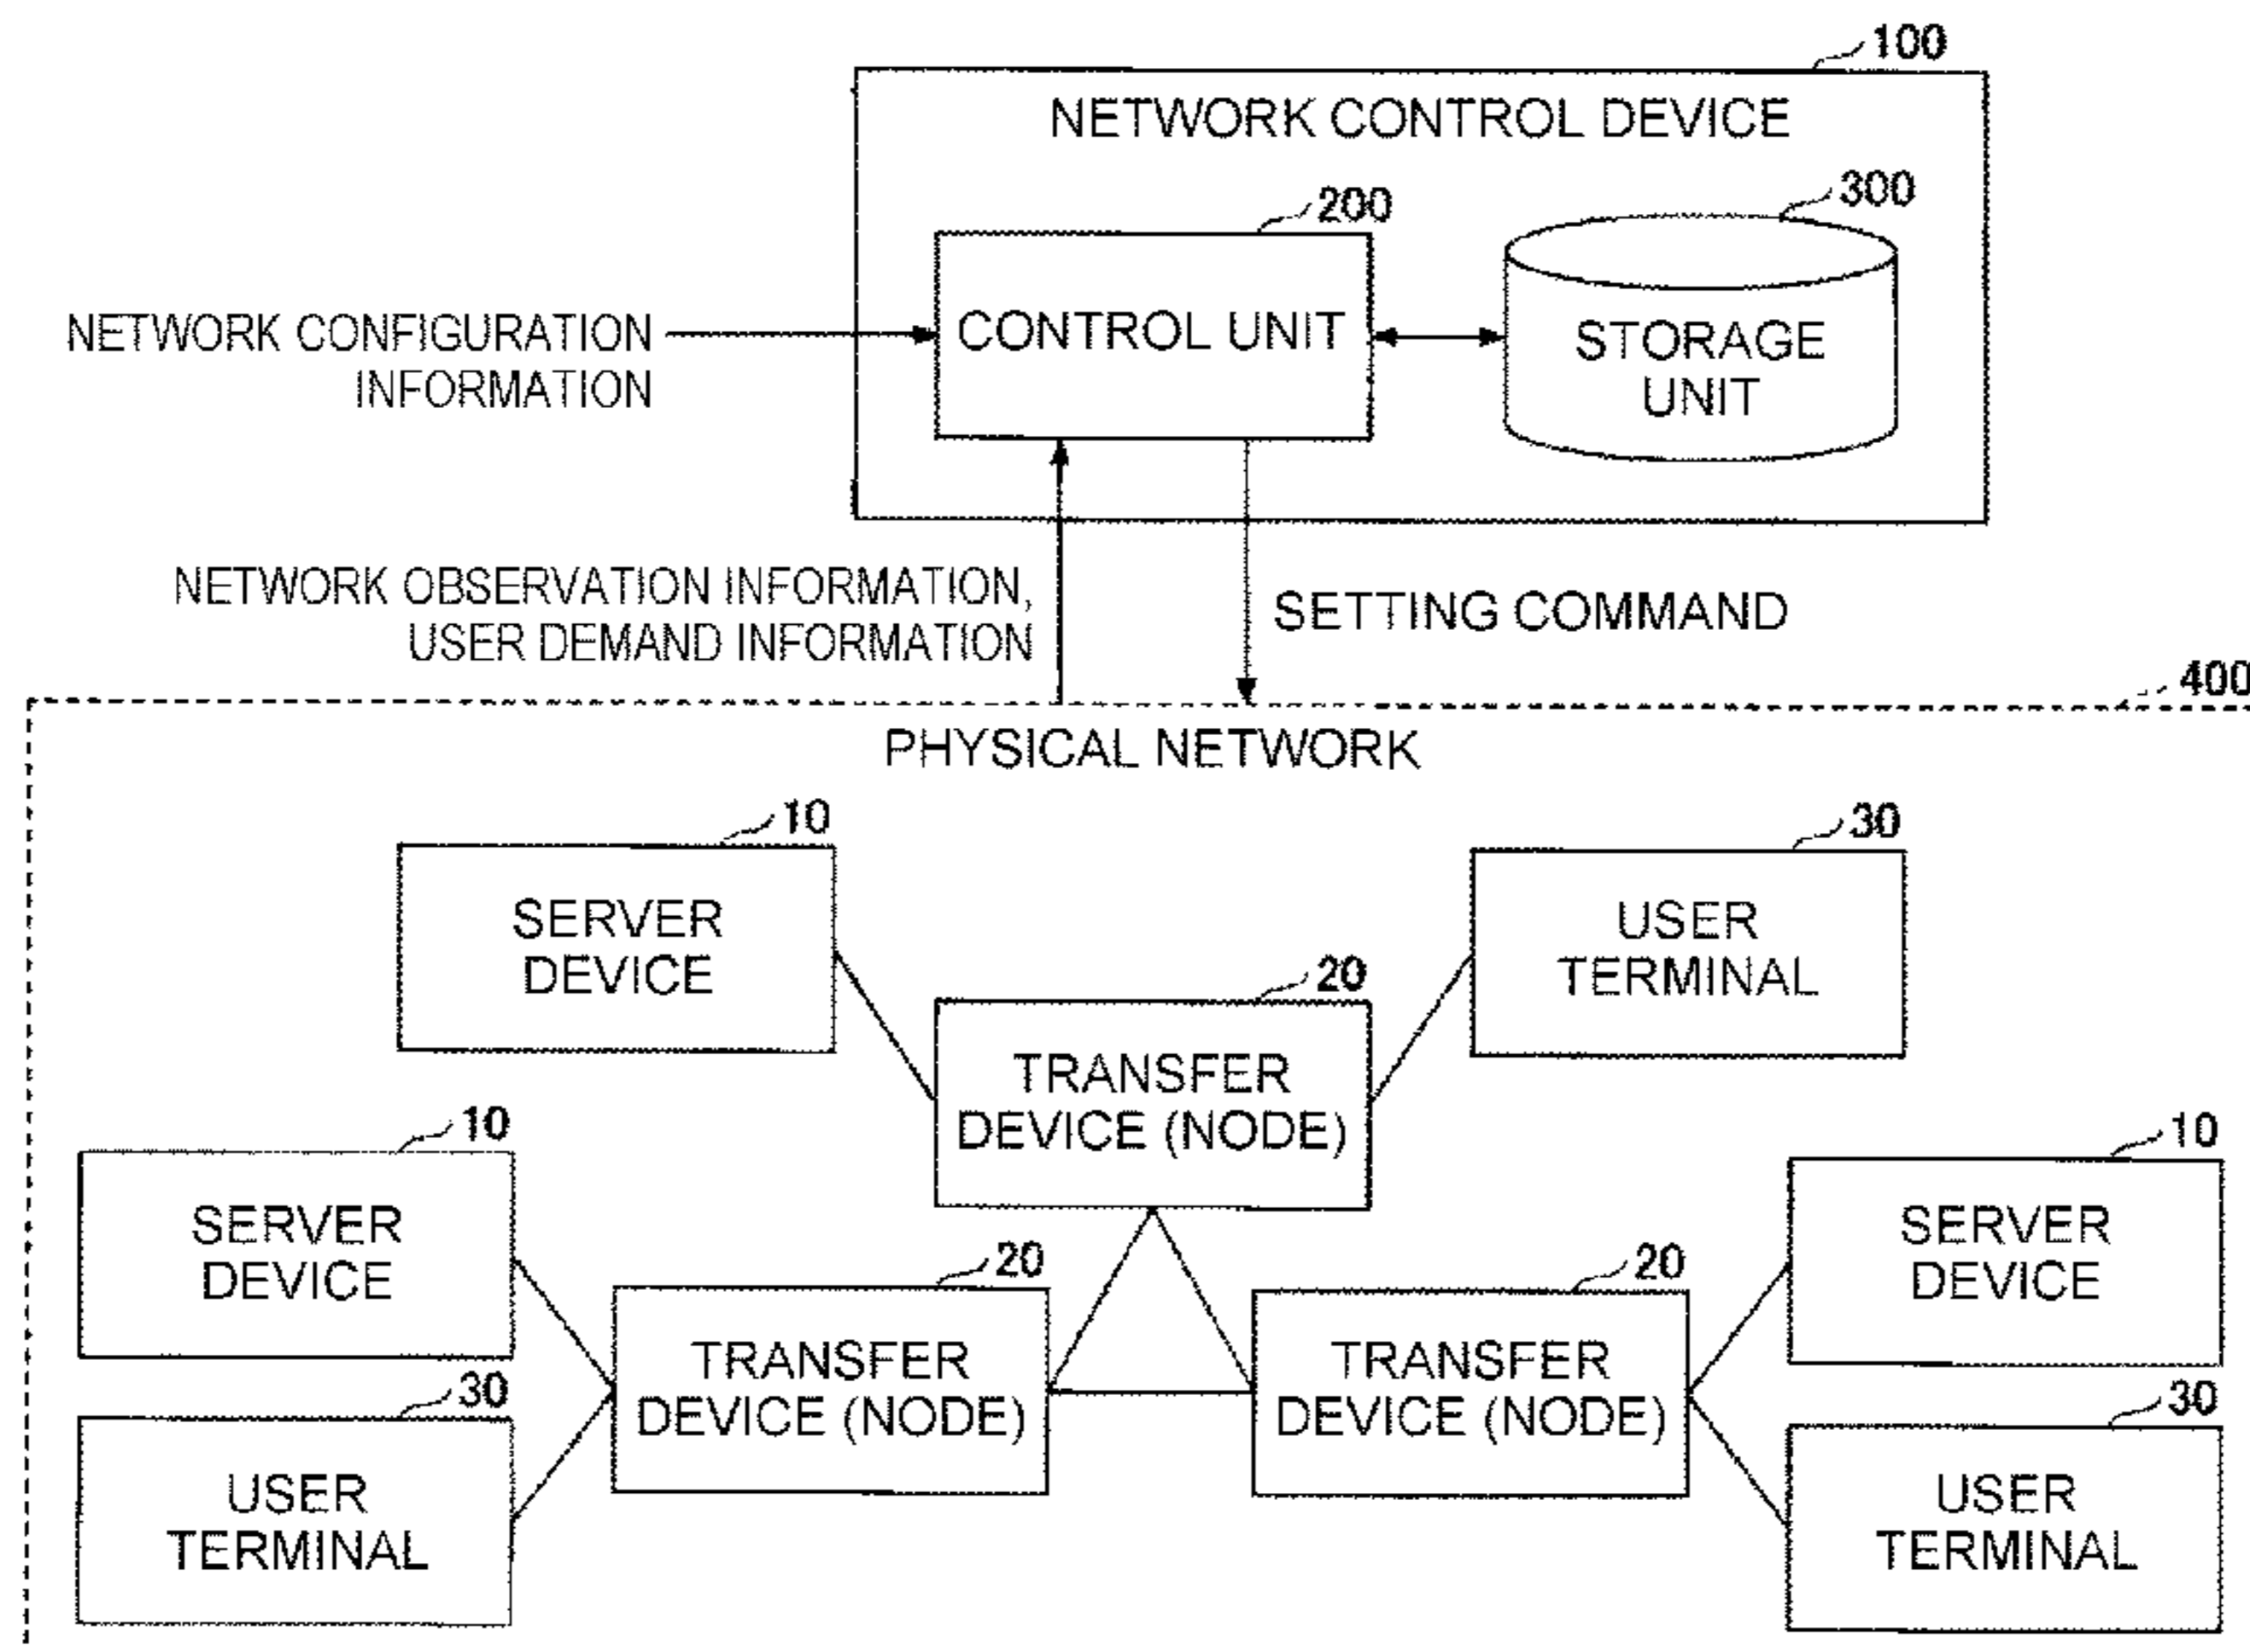 100
NETWORK CONTROL DEVICE
200
300
NETWORK CONFIGURATION
INFORMATION
CONTROL UNIT
STORAGE
UNIT
NETWORK OBSERVATION INFORMATION,
USER DEMAND INFORMATION
SETTING COMMAND
400
PHYSICAL NETWORK
10
SERVER
DEVICE
30
USER
TERMINAL
20
TRANSFER
DEVICE (NODE)
10
SERVER
DEVICE
10
SERVER
DEVICE
20
TRANSFER
DEVICE (NODE)
20
TRANSFER
DEVICE (NODE)
30
USER
TERMINAL
30
USER
TERMINAL